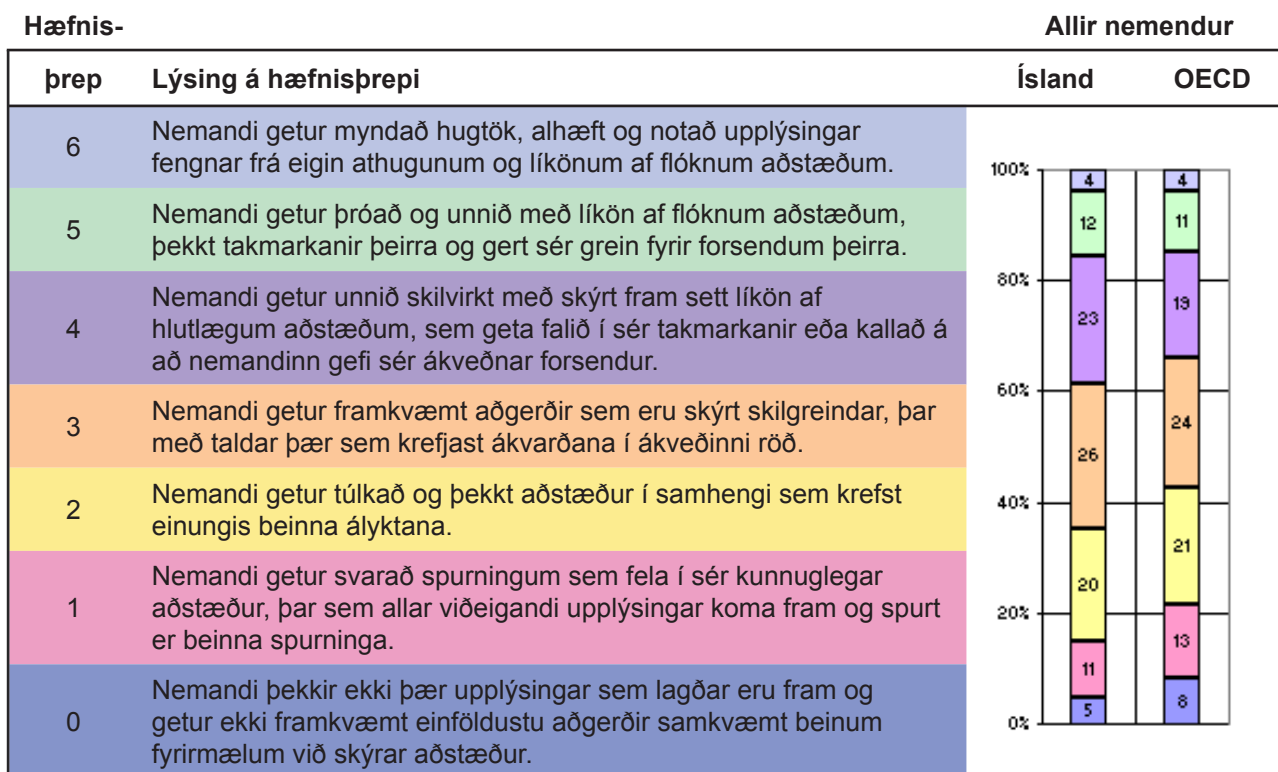 Hæfnis-
Allir nemendur
þrep
Lýsing á hæfnisþrepi
Ísland
OECD
6
Nemandi getur myndað hugtök, alhæft og notað upplýsingar
fengnar frá eigin athugunum og líkönum af flóknum aðstæðum.
5
Nemandi getur þróað og unnið með líkön af flóknum aðstæðum,
þekkt takmarkanir þeirra og gert sér grein fyrir forsendum þeirra.
4
Nemandi getur unnið skilvirkt með skýrt fram sett líkön af
hlutlægum aðstæðum, sem geta falið í sér takmarkanir eða kallað á
að nemandinn gefi sér ákveðnar forsendur.
3
Nemandi getur framkvæmt aðgerðir sem eru skýrt skilgreindar, þar
með taldar þær sem krefjast ákvarðana í ákveðinni röð.
2
Nemandi getur túlkað og þekkt aðstæður í samhengi sem krefst
einungis beinna ályktana.
1
Nemandi getur svarað spurningum sem fela í sér kunnuglegar
aðstæður, þar sem allar viðeigandi upplýsingar koma fram og spurt
er beinna spurninga.
0
Nemandi þekkir ekki þær upplýsingar sem lagðar eru fram og
getur ekki framkvæmt einföldustu aðgerðir samkvæmt beinum
fyrirmælum við skýrar aðstæður.
100%
80%
60%
40%
20%
0%
4
12
23
26
20
11
5
4
11
19
24
21
13
8